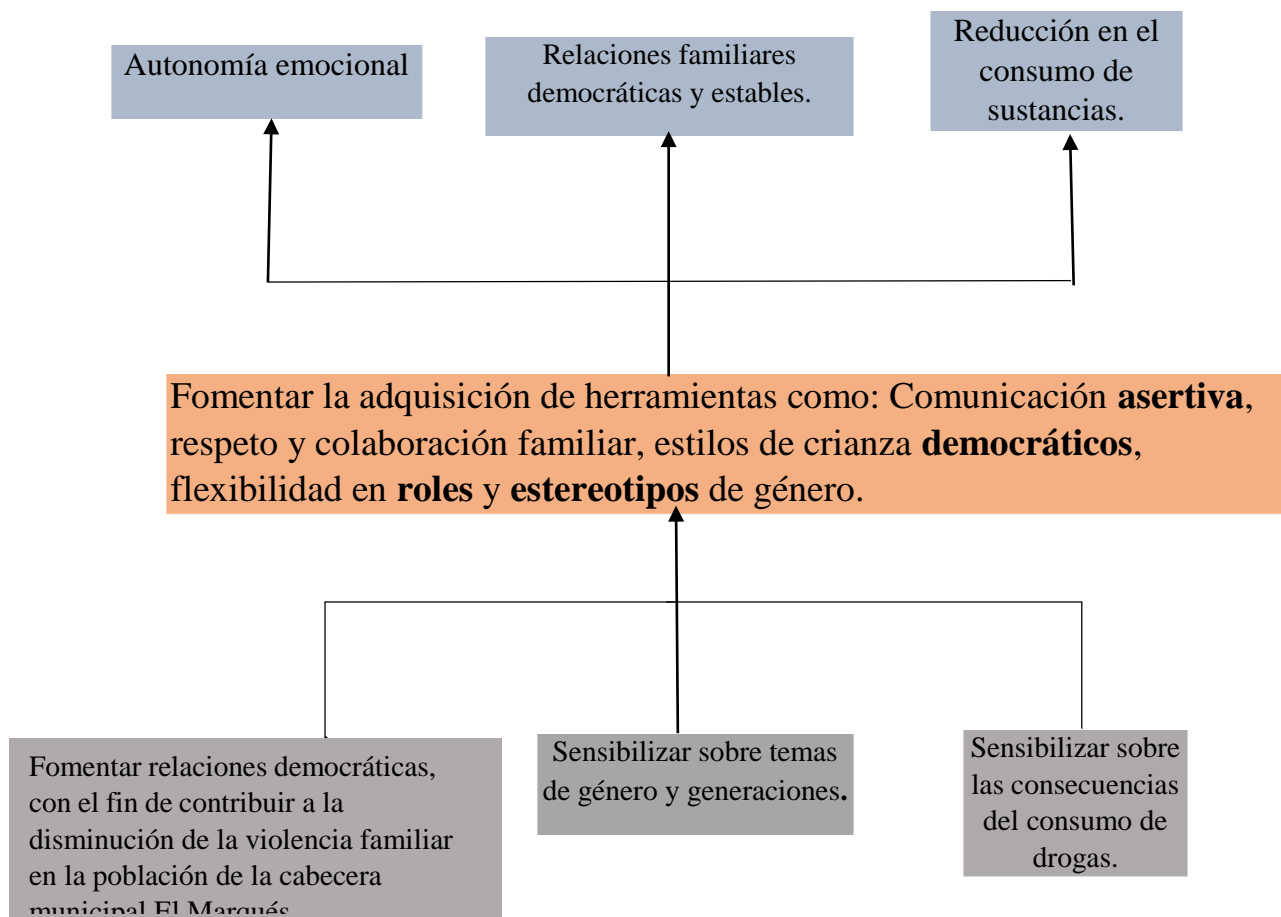 Autonomía emocional
Relaciones familiares
democráticas y estables.
Reducción en el
consumo de
sustancias.
Fomentar la adquisición de herramientas como: Comunicación asertiva,
respeto y colaboración familiar, estilos de crianza democráticos,
flexibilidad en roles y estereotipos de género.
Fomentar relaciones democráticas,
con el fin de contribuir a la
disminución de la violencia familiar
en la población de la cabecera
municipal El Marqués
Sensibilizar sobre temas
de género y generaciones.
Sensibilizar sobre
las consecuencias
del consumo de
drogas.